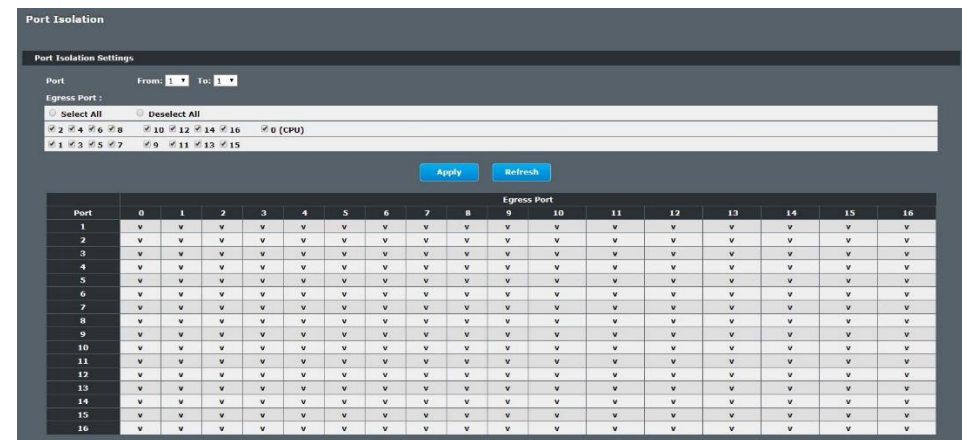 Port Isolation
Port Isolation Settings
Port From: 1 To: 1
Egress Port :
Select All Deselect All
2 4 6 8 10 12 14 16 0 (CPU)
1 3 5 7 9 11 13 15
Apply Refresh
Egress Port
Port 0 1 2 3 4 5 6 7 8 9 10 11 12 13 14 15 16
1 v v v v v v v v v v v v v v v v v
2 v v v v v v v v v v v v v v v v v
3 v v v v v v v v v v v v v v v v v
4 v v v v v v v v v v v v v v v v v
5 v v v v v v v v v v v v v v v v v
6 v v v v v v v v v v v v v v v v v
7 v v v v v v v v v v v v v v v v v
8 v v v v v v v v v v v v v v v v v
9 v v v v v v v v v v v v v v v v v
10 v v v v v v v v v v v v v v v v v
11 v v v v v v v v v v v v v v v v v
12 v v v v v v v v v v v v v v v v v
13 v v v v v v v v v v v v v v v v v
14 v v v v v v v v v v v v v v v v v
15 v v v v v v v v v v v v v v v v v
16 v v v v v v v v v v v v v v v v v